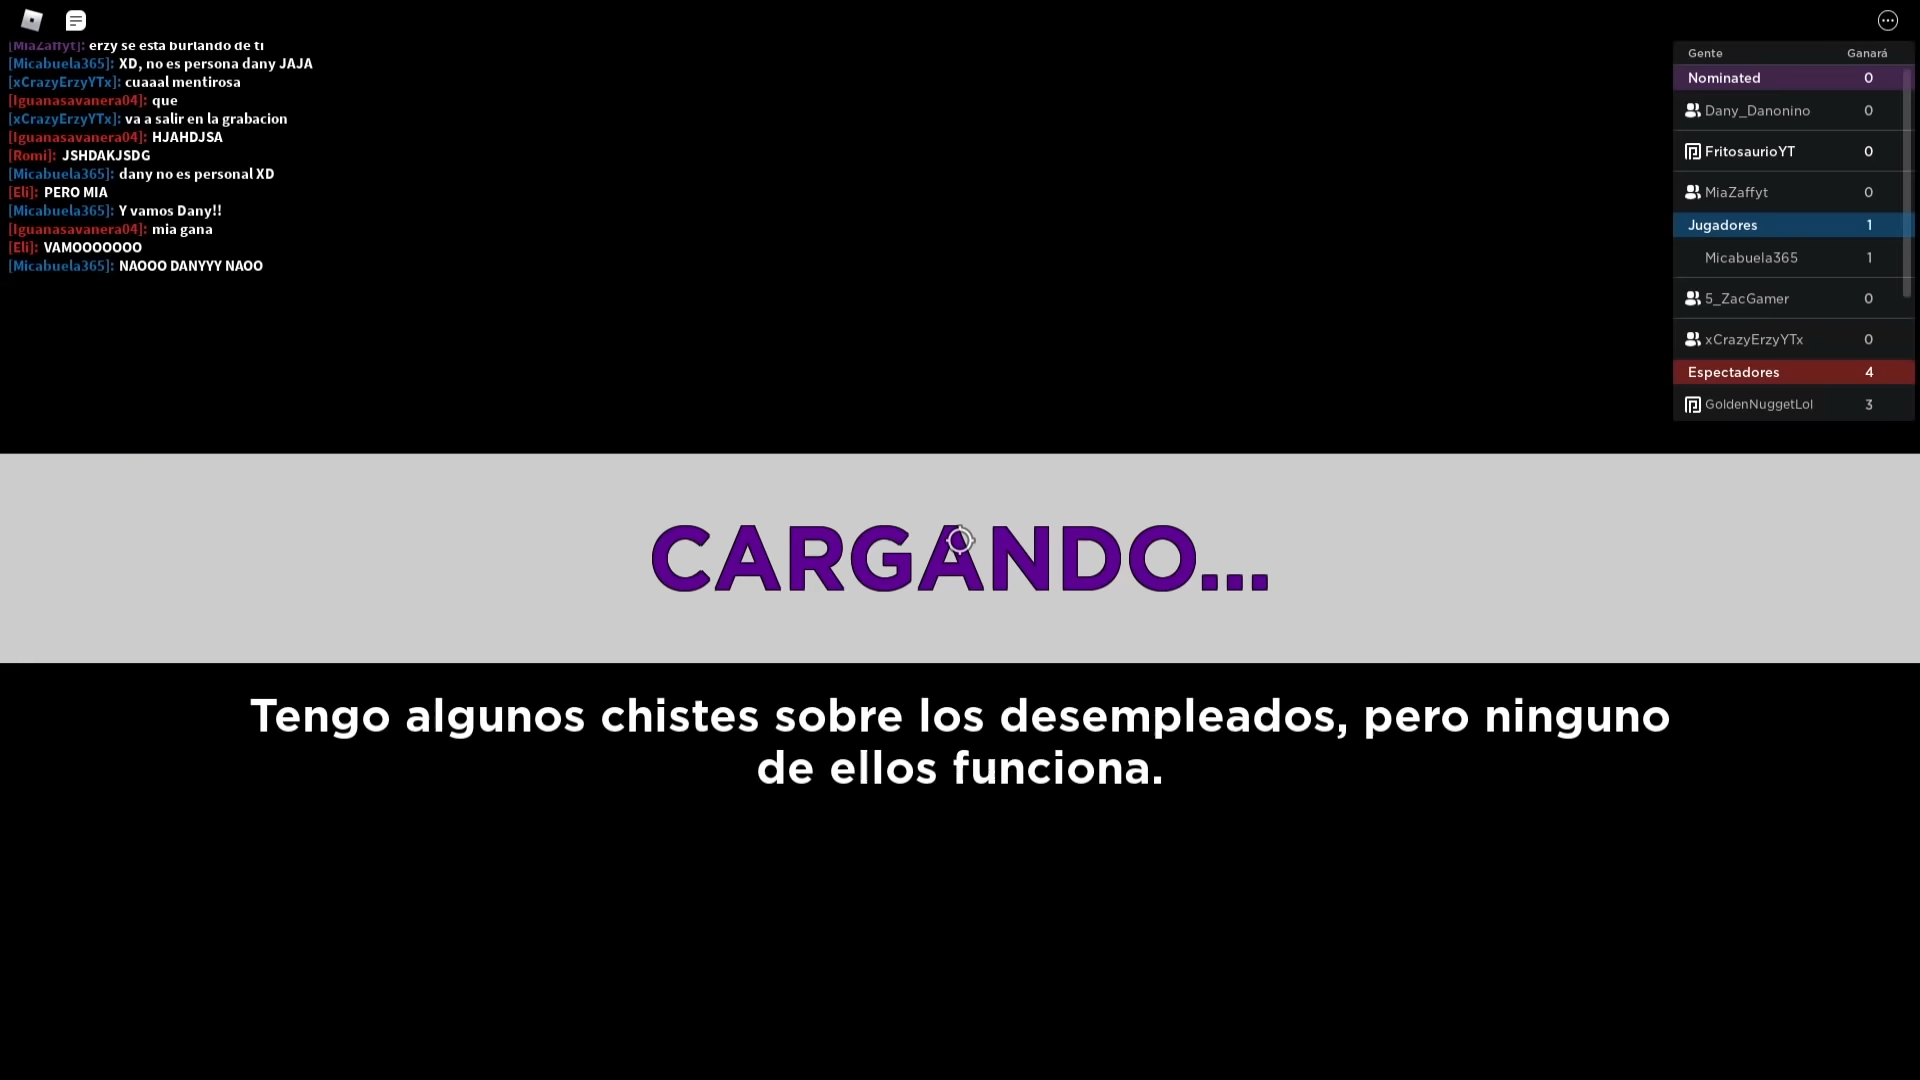 [MiaZaffyt]: erzy se esta burlando de ti
[Micabuela365]: XD, no es persona dany JAJA
[xCrazyErzyYTx]: cuaaal mentirosa
[Iguanasavanera04]: que
[xCrazyErzyYTx]: va a salir en la grabacion
[Iguanasavanera04]: HJAHDJSA
[Romi]: JSHDAKJSDG
[Micabuela365]: dany no es personal XD
[Eli]: PERO MIA
[Micabuela365]: Y vamos Dany!!
[Iguanasavanera04]: mia gana
[Eli]: VAMOOOOOOO
[Micabuela365]: NAOOO DANYYY NAOO
Gente Ganará
Nominated 0
Dany_Danonino 0
FritosaurioYT 0
MiaZaffyt 0
Jugadores 1
Micabuela365 1
5_ZacGamer 0
xCrazyErzyYTx 0
Espectadores 4
GoldenNuggetLol 3
CARGANDO...
Tengo algunos chistes sobre los desempleados, pero ninguno
de ellos funciona.